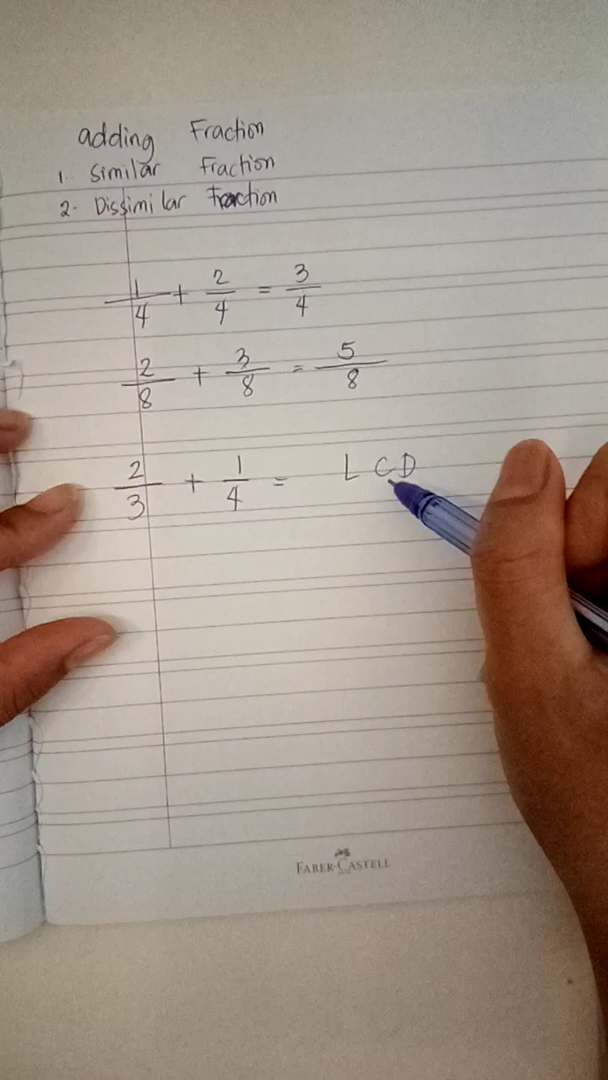 adding Fraction
1. Similar Fraction
2. Dissimilar Fraction
1/4 + 2/4 = 3/4
2/8 + 3/8 = 5/8
2/3 + 1/4 = LCD
FABER-CASTELL